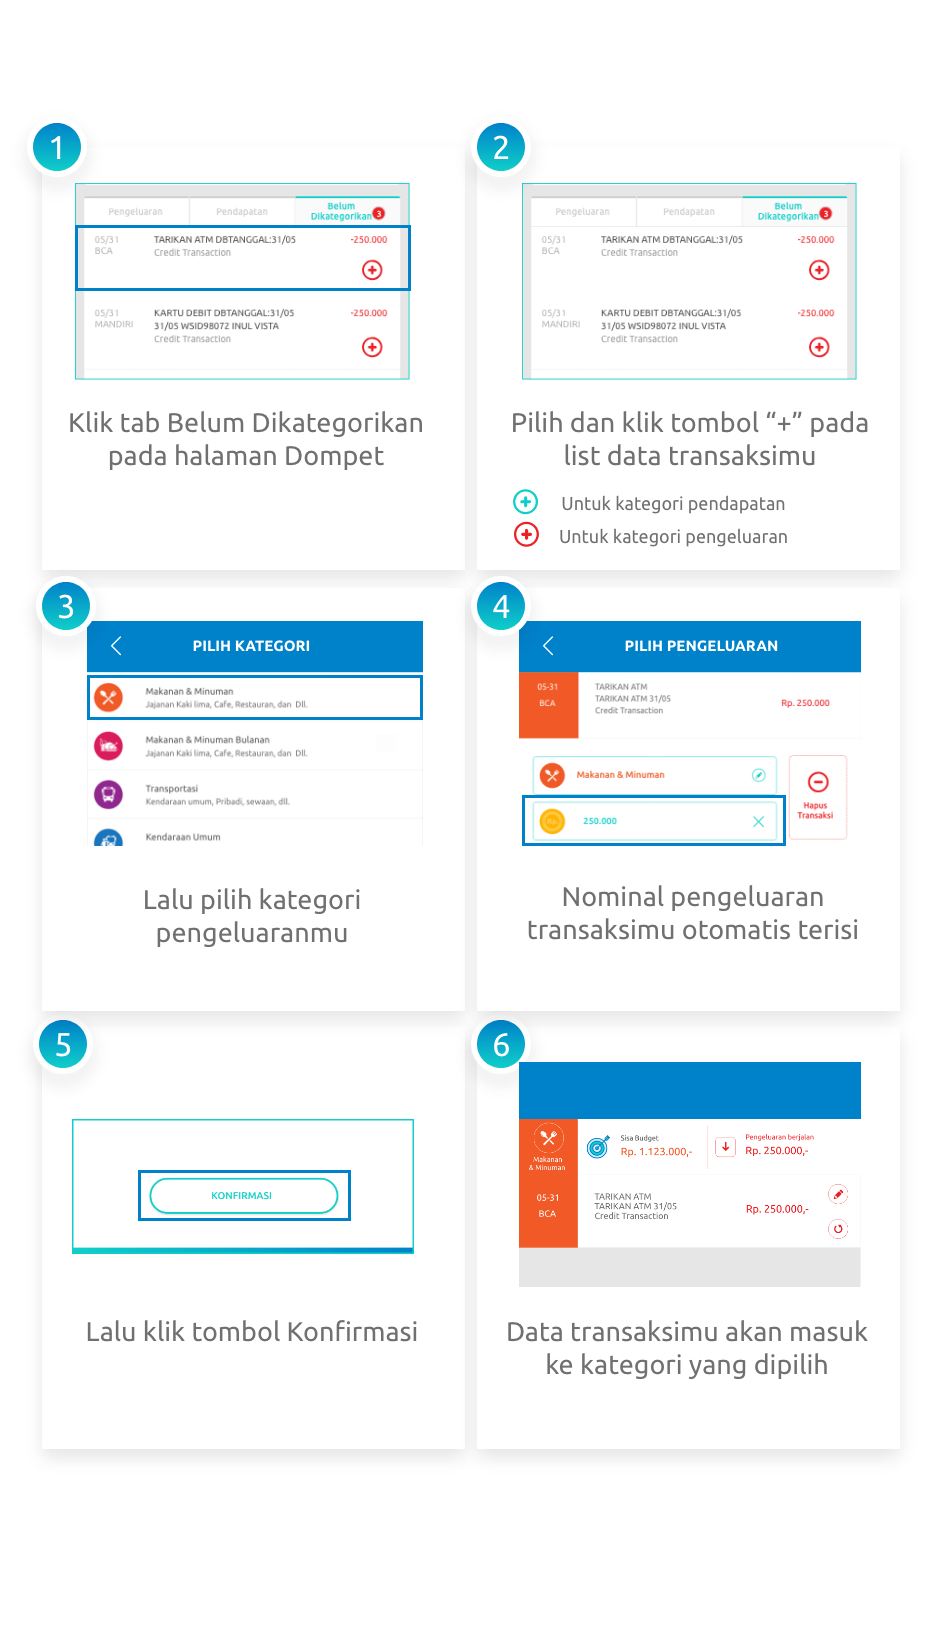 1
Pengeluaran
Pendapatan
Belum
Dikategorikan 3
05/31
BCA
TARIKAN ATM DBTANGGAL:31/05
Credit Transaction
-250.000
05/31
MANDIRI
KARTU DEBIT DBTANGGAL:31/05
31/05 WSID98072 INUL VISTA
Credit Transaction
-250.000
Klik tab Belum Dikategorikan
pada halaman Dompet
2
Pengeluaran
Pendapatan
Belum
Dikategorikan 3
05/31
BCA
TARIKAN ATM DBTANGGAL:31/05
Credit Transaction
-250.000
05/31
MANDIRI
KARTU DEBIT DBTANGGAL:31/05
31/05 WSID98072 INUL VISTA
Credit Transaction
-250.000
Pilih dan klik tombol “+” pada
list data transaksimu
Untuk kategori pendapatan
Untuk kategori pengeluaran
3
PILIH KATEGORI
Makanan & Minuman
Jajanan Kaki lima, Cafe, Restauran, dan Dll.
Makanan & Minuman Bulanan
Jajanan Kaki lima, Cafe, Restauran, dan Dll.
Transportasi
Kendaraan umum, Pribadi, sewaan, dll.
Kendaraan Umum
Lalu pilih kategori
pengeluaranmu
4
PILIH PENGELUARAN
05-31
BCA
TARIKAN ATM
TARIKAN ATM 31/05
Credit Transaction
Rp. 250.000
Makanan & Minuman
Rp.
250.000
Hapus
Transaksi
Nominal pengeluaran
transaksimu otomatis terisi
5
KONFIRMASI
Lalu klik tombol Konfirmasi
6
Makanan
& Minuman
Sisa Budget
Rp. 1.123.000,-
Pengeluaran berjalan
Rp. 250.000,-
05-31
BCA
TARIKAN ATM
TARIKAN ATM 31/05
Credit Transaction
Rp. 250.000,-
Data transaksimu akan masuk
ke kategori yang dipilih